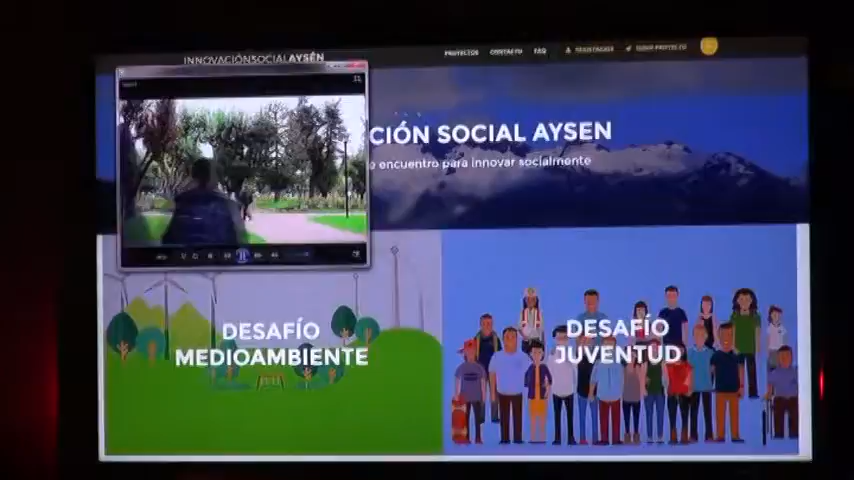 INNOVACIÓNSOCIALAYSÉN
PROYECTOS CONTACTO FAQ REGISTRARSE SUBIR PROYECTO
CIÓN SOCIAL AYSEN
e encuentro para innovar socialmente
DESAFÍO
MEDIOAMBIENTE
DESAFÍO
JUVENTUD